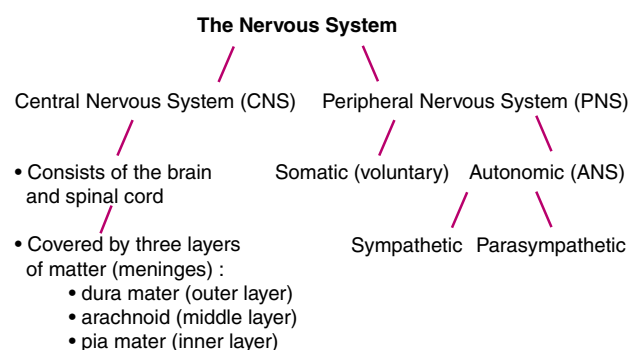 The Nervous System
Central Nervous System (CNS)
Peripheral Nervous System (PNS)
• Consists of the brain
and spinal cord
Somatic (voluntary)
Autonomic (ANS)
• Covered by three layers
of matter (meninges) :
Sympathetic
Parasympathetic
• dura mater (outer layer)
• arachnoid (middle layer)
• pia mater (inner layer)